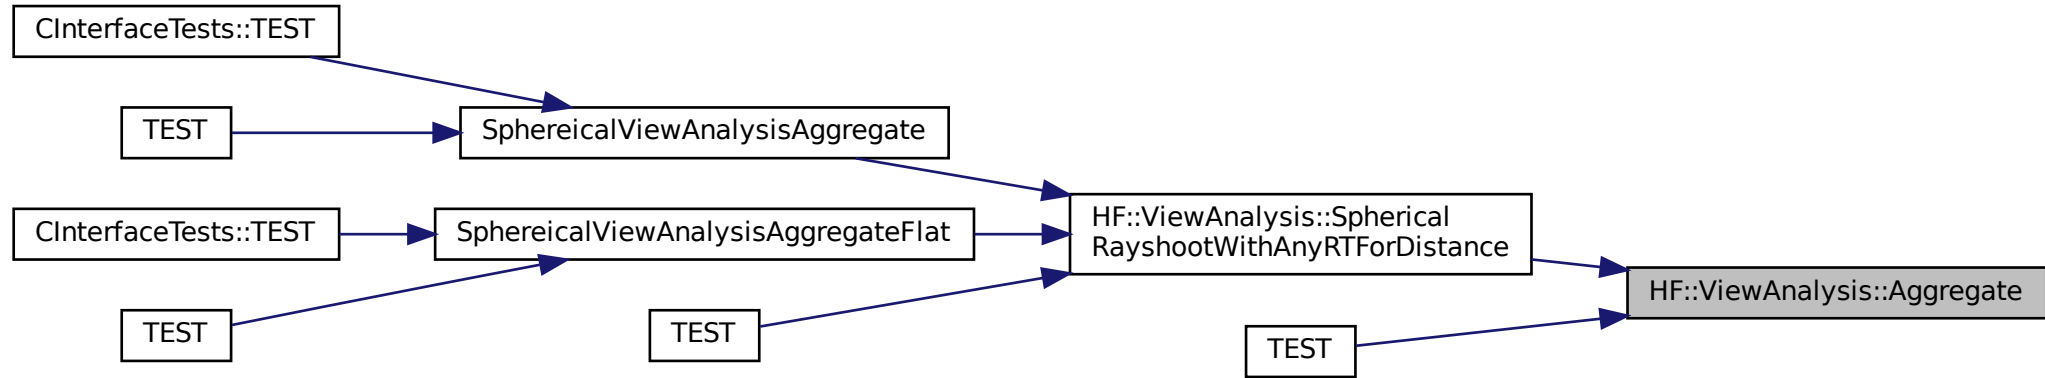 CInterfaceTests::TEST
TEST
SphereicalViewAnalysisAggregate
CInterfaceTests::TEST
SphereicalViewAnalysisAggregateFlat
HF::ViewAnalysis::Spherical
RayshootWithAnyRTForDistance
TEST
TEST
TEST
HF::ViewAnalysis::Aggregate